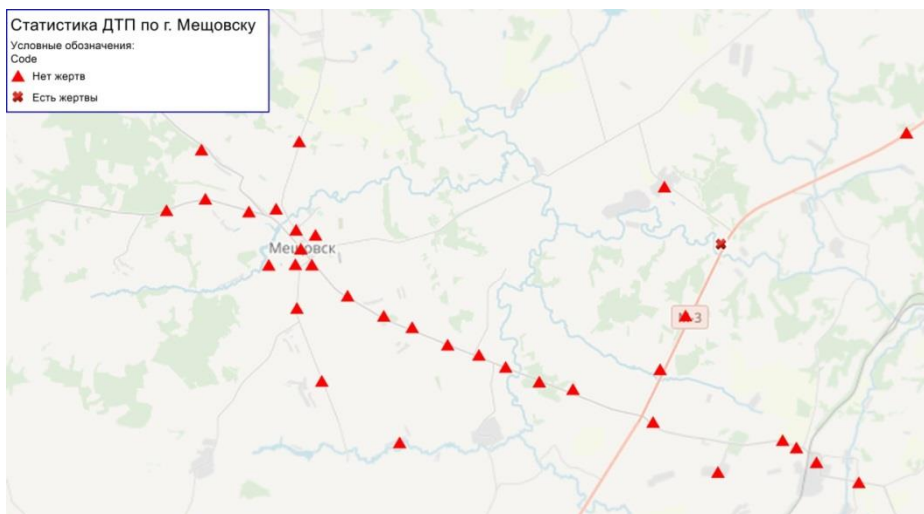 Статистика ДТП по г. Мещовску
Условные обозначения:
Code
Нет жертв
Есть жертвы
Мещовск